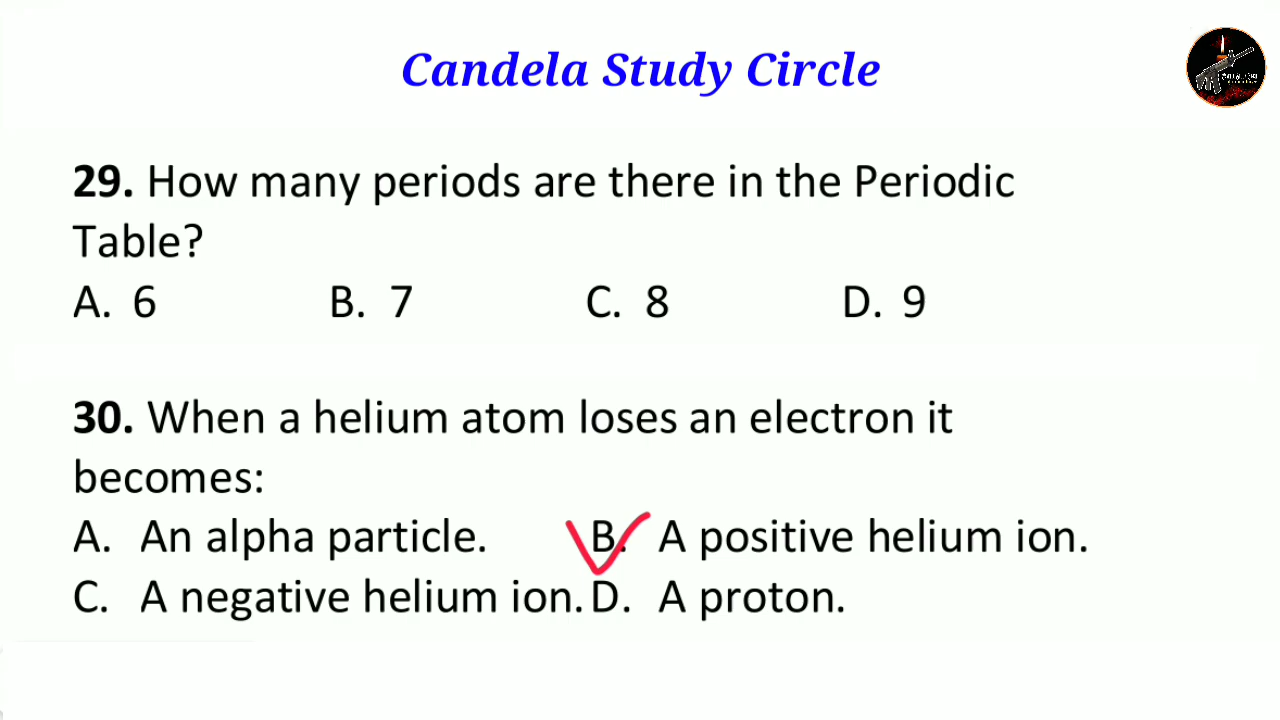 Candela Study Circle
29. How many periods are there in the Periodic
Table?
A. 6 B. 7 C. 8 D. 9
30. When a helium atom loses an electron it
becomes:
A. An alpha particle. B. A positive helium ion.
C. A negative helium ion. D. A proton.